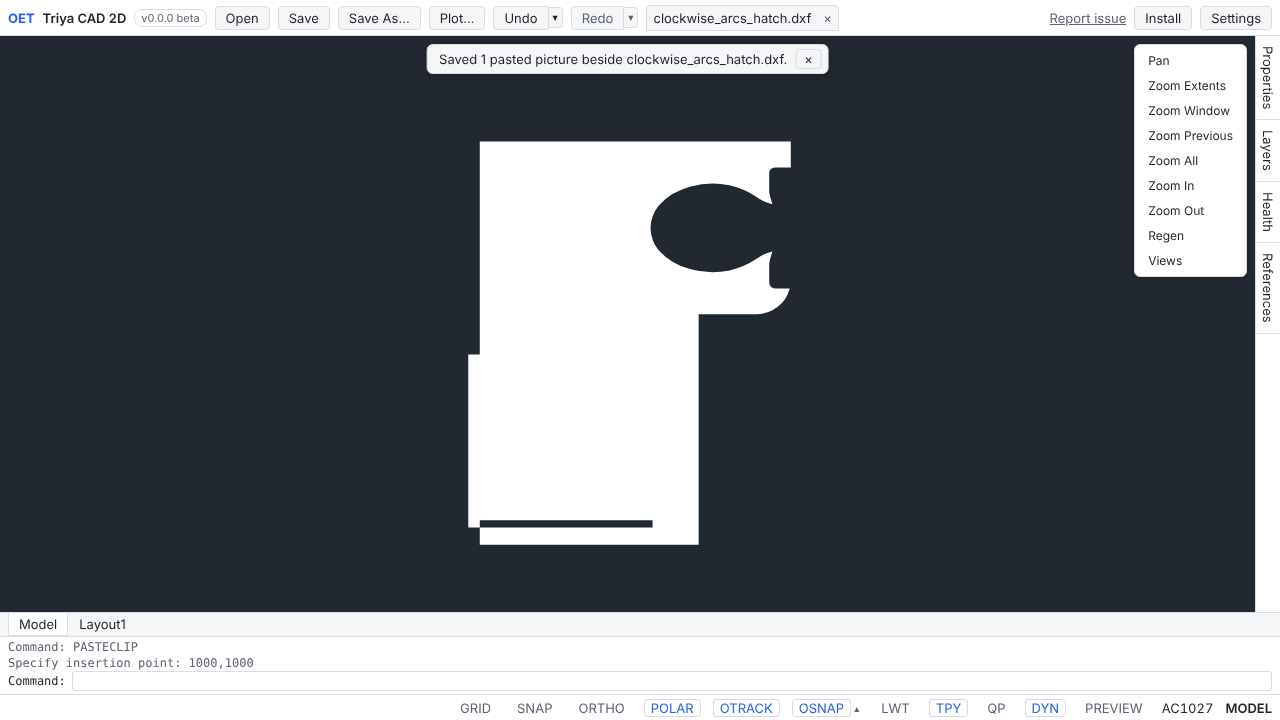 OET Triya CAD 2D v0.0.0 beta Open Save Save As... Plot... Undo ▾ Redo ▾ clockwise_arcs_hatch.dxf × Report issue Install Settings
Saved 1 pasted picture beside clockwise_arcs_hatch.dxf. ×
Pan
Zoom Extents
Zoom Window
Zoom Previous
Zoom All
Zoom In
Zoom Out
Regen
Views
Properties
Layers
Health
References
Model Layout1
Command: PASTECLIP
Specify insertion point: 1000,1000
Command:
GRID SNAP ORTHO POLAR OTRACK OSNAP ▴ LWT TPY QP DYN PREVIEW AC1027 MODEL